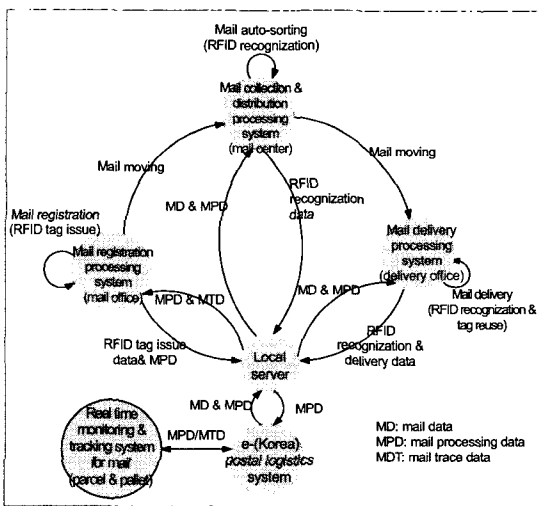 Mail auto-sorting
(RFID recognization)
Mail collection &
distribution
processing
system
(mail center)
Mail moving
Mail moving
MD & MPD
RFID
recognization
data
Mail registration
(RFID tag issue)
Mail registration
processing
system
(mail office)
Mail delivery
processing
system
(delivery office)
MPD & MTD
MD & MPD
Mail delivery
(RFID recognization &
tag reuse)
RFID tag issue
data& MPD
RFID
recognization &
delivery data
Local
server
MD & MPD
MPD
Real time
monitoring &
tracking system
for mail
(parcel & pallet)
MPD/MTD
e-(Korea)
postal logistics
system
MD: mail data
MPD: mail processing data
MDT: mail trace data